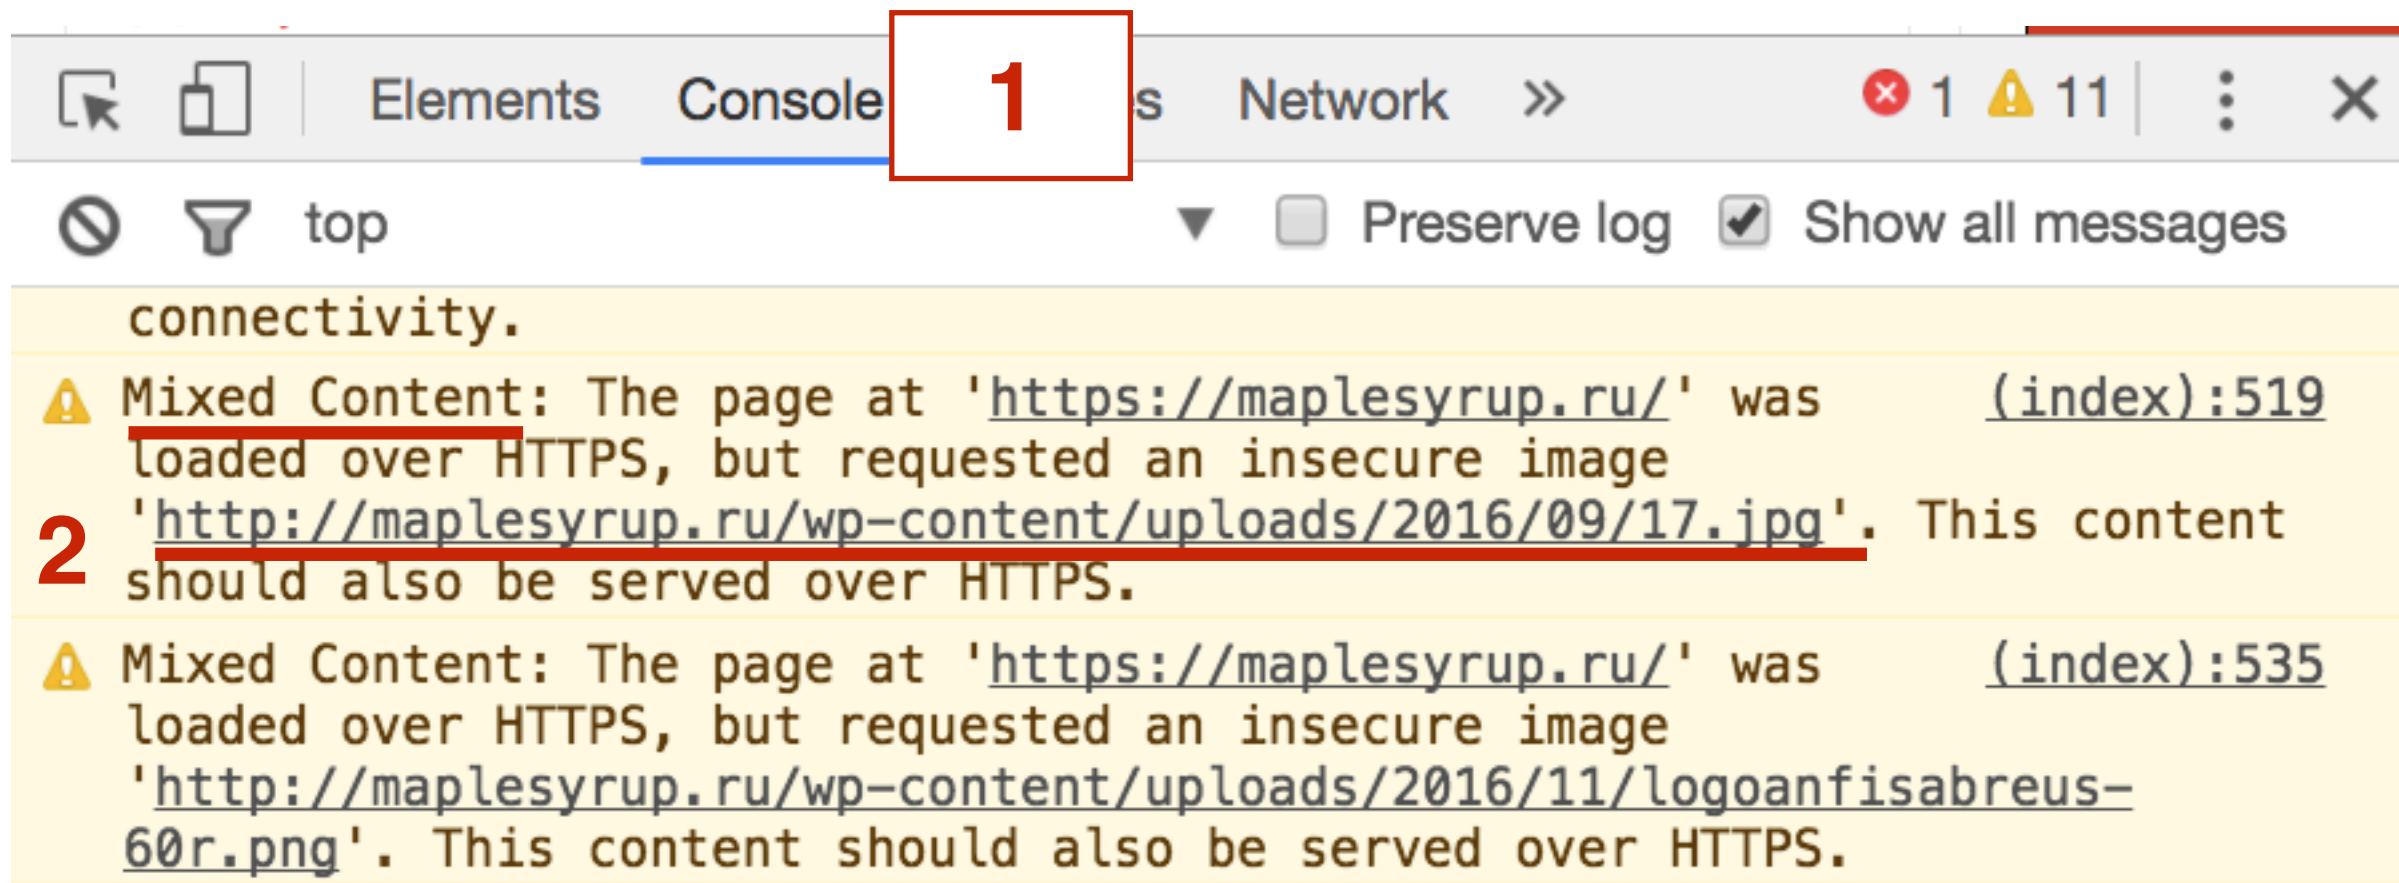 Elements Console 1 Network 1 11
top Preserve log Show all messages
connectivity.
Mixed Content: The page at 'https://maplesyrup.ru/' was (index):519
loaded over HTTPS, but requested an insecure image
'http://maplesyrup.ru/wp-content/uploads/2016/09/17.jpg'. This content
2
should also be served over HTTPS.
Mixed Content: The page at 'https://maplesyrup.ru/' was (index):535
loaded over HTTPS, but requested an insecure image
'http://maplesyrup.ru/wp-content/uploads/2016/11/logoanfisabreus-
60r.png'. This content should also be served over HTTPS.